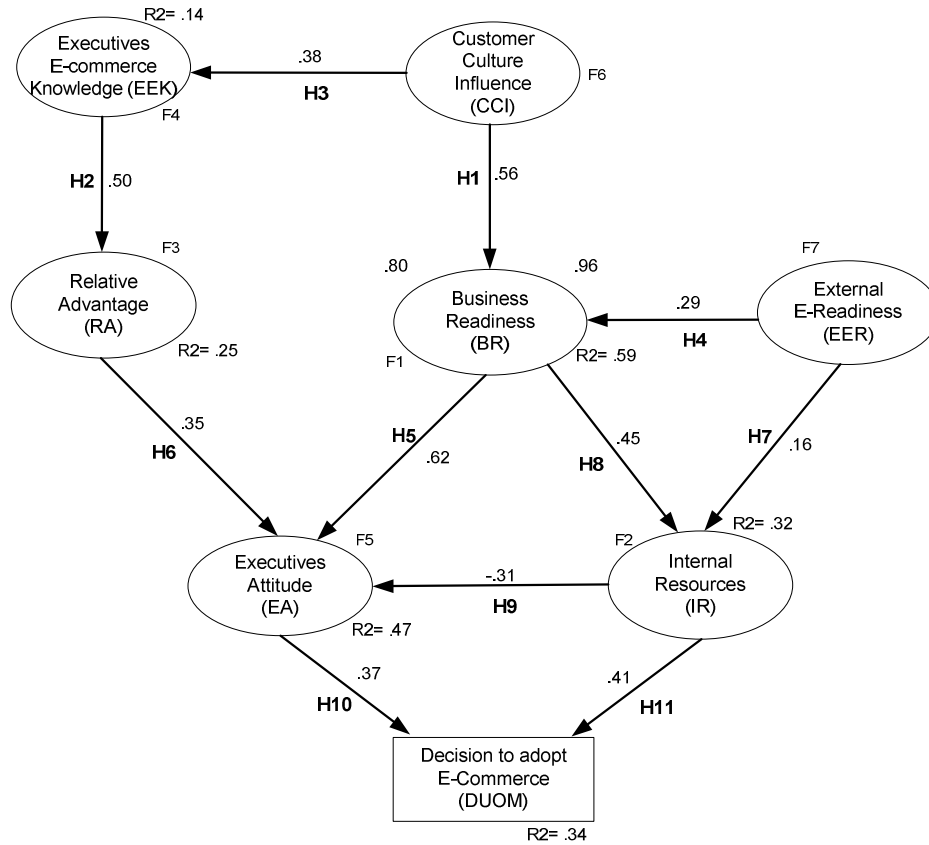 R2= .14
Executives
E-commerce
Knowledge (EEK)
F4
.38
H3
Customer
Culture
Influence
(CCI)
F6
H2
.50
H1
.56
F3
Relative
Advantage
(RA)
R2= .25
.80
.96
Business
Readiness
(BR)
F1
R2= .59
.29
H4
F7
External
E-Readiness
(EER)
.35
H6
H5
.62
.45
H8
H7
.16
F5
Executives
Attitude
(EA)
R2= .47
-.31
H9
F2
R2= .32
Internal
Resources
(IR)
.37
H10
.41
H11
Decision to adopt
E-Commerce
(DUOM)
R2= .34